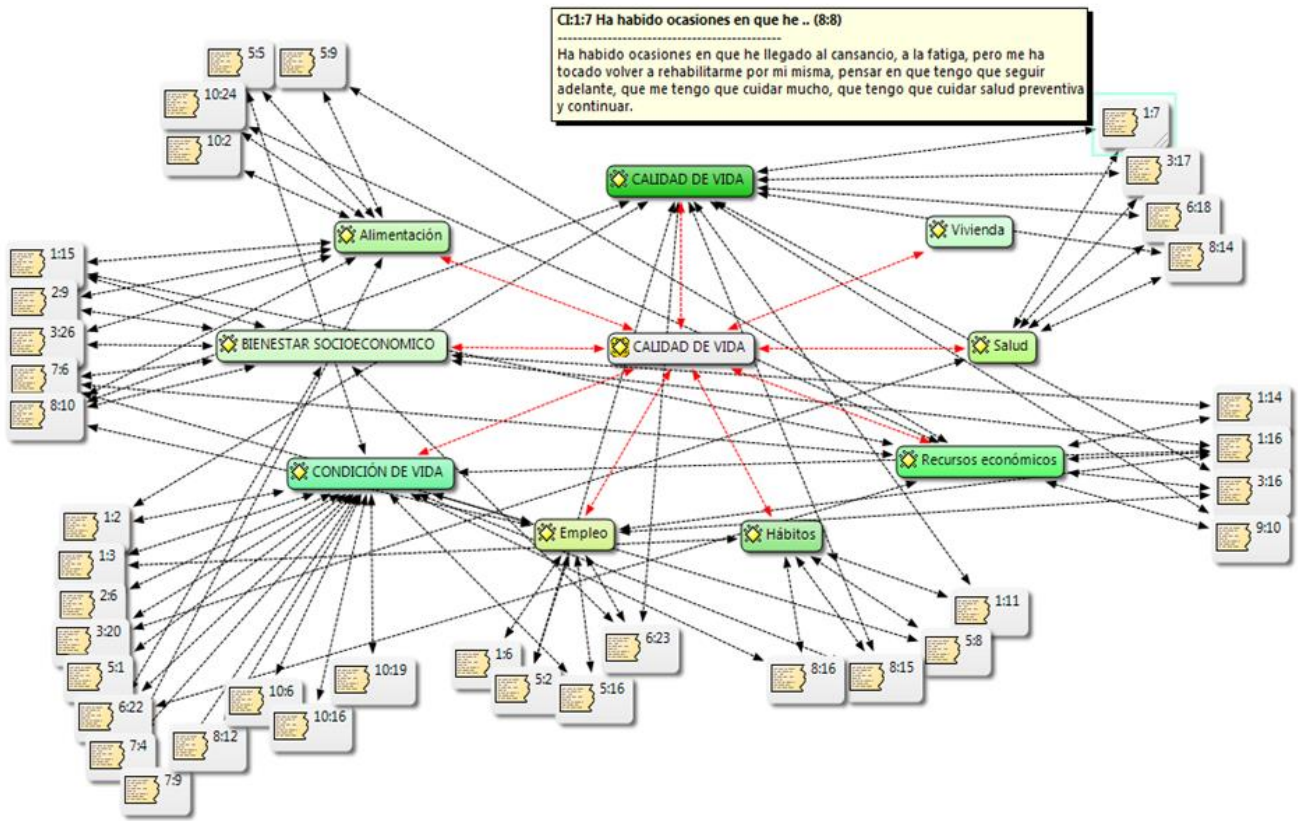 CI:1:7 Ha habido ocasiones en que he .. (8:8)
--------------------------------------------
Ha habido ocasiones en que he llegado al cansancio, a la fatiga, pero me ha
tocado volver a rehabilitarme por mi misma, pensar en que tengo que seguir
adelante, que me tengo que cuidar mucho, que tengo que cuidar salud preventiva
y continuar.
5:5
5:9
10:24
10:2
1:7
3:17
6:18
8:14
CALIDAD DE VIDA
Vivienda
Alimentación
1:15
2:9
3:26
7:6
8:10
BIENESTAR SOCIOECONOMICO
CALIDAD DE VIDA
Salud
1:14
1:16
3:16
9:10
CONDICIÓN DE VIDA
Recursos económicos
Empleo
Hábitos
1:2
1:3
2:6
3:20
5:1
6:22
7:4
7:9
8:12
10:6
10:16
10:19
1:6
5:2
5:16
6:23
8:16
8:15
5:8
1:11